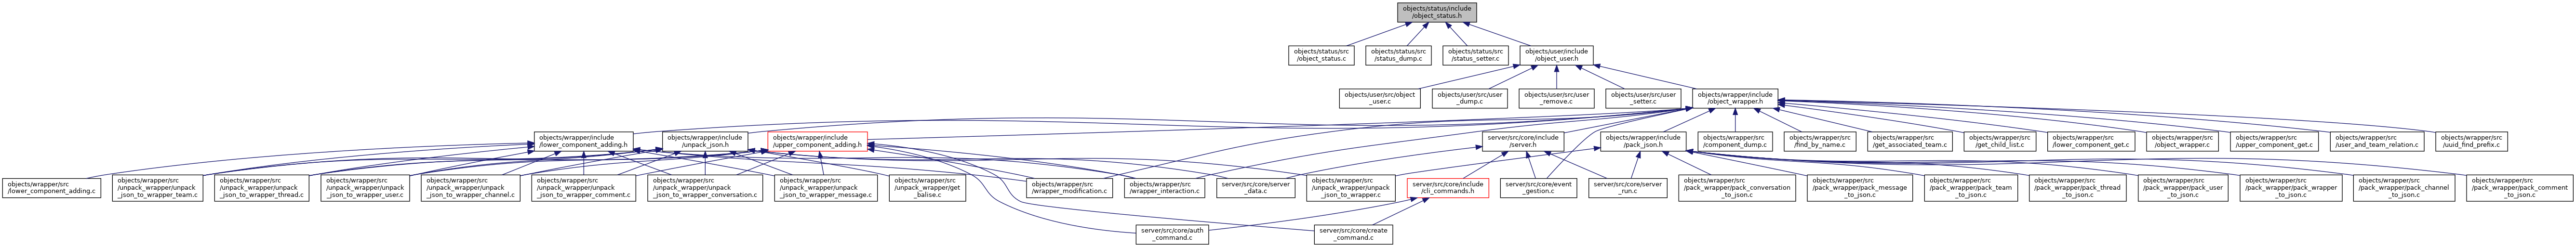 objects/status/include
/object_status.h
objects/status/src
/object_status.c
objects/status/src
/status_dump.c
objects/status/src
/status_setter.c
objects/user/include
/object_user.h
objects/user/src/object
_user.c
objects/user/src/user
_dump.c
objects/user/src/user
_remove.c
objects/user/src/user
_setter.c
objects/wrapper/include
/object_wrapper.h
objects/wrapper/include
/lower_component_adding.h
objects/wrapper/include
/unpack_json.h
objects/wrapper/include
/upper_component_adding.h
server/src/core/include
/server.h
objects/wrapper/include
/pack_json.h
objects/wrapper/src
/component_dump.c
objects/wrapper/src
/find_by_name.c
objects/wrapper/src
/get_associated_team.c
objects/wrapper/src
/get_child_list.c
objects/wrapper/src
/lower_component_get.c
objects/wrapper/src
/object_wrapper.c
objects/wrapper/src
/upper_component_get.c
objects/wrapper/src
/user_and_team_relation.c
objects/wrapper/src
/uuid_find_prefix.c
objects/wrapper/src
/lower_component_adding.c
objects/wrapper/src
/unpack_wrapper/unpack
_json_to_wrapper_team.c
objects/wrapper/src
/unpack_wrapper/unpack
_json_to_wrapper_thread.c
objects/wrapper/src
/unpack_wrapper/unpack
_json_to_wrapper_user.c
objects/wrapper/src
/unpack_wrapper/unpack
_json_to_wrapper_channel.c
objects/wrapper/src
/unpack_wrapper/unpack
_json_to_wrapper_comment.c
objects/wrapper/src
/unpack_wrapper/unpack
_json_to_wrapper_conversation.c
objects/wrapper/src
/unpack_wrapper/unpack
_json_to_wrapper_message.c
objects/wrapper/src
/unpack_wrapper/get
_balise.c
objects/wrapper/src
/wrapper_modification.c
objects/wrapper/src
/wrapper_interaction.c
server/src/core/server
_data.c
objects/wrapper/src
/unpack_wrapper/unpack
_json_to_wrapper.c
server/src/core/include
/cli_commands.h
server/src/core/event
_gestion.c
server/src/core/server
_run.c
objects/wrapper/src
/pack_wrapper/pack_conversation
_to_json.c
objects/wrapper/src
/pack_wrapper/pack_message
_to_json.c
objects/wrapper/src
/pack_wrapper/pack_team
_to_json.c
objects/wrapper/src
/pack_wrapper/pack_thread
_to_json.c
objects/wrapper/src
/pack_wrapper/pack_user
_to_json.c
objects/wrapper/src
/pack_wrapper/pack_wrapper
_to_json.c
objects/wrapper/src
/pack_wrapper/pack_channel
_to_json.c
objects/wrapper/src
/pack_wrapper/pack_comment
_to_json.c
server/src/core/auth
_command.c
server/src/core/create
_command.c